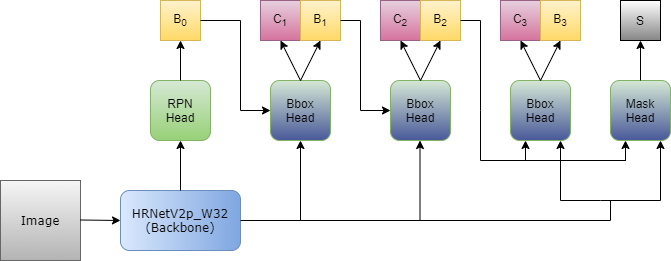 B0
C1 B1
C2 B2
C3 B3
S
RPN
Head
Bbox
Head
Bbox
Head
Bbox
Head
Mask
Head
Image
HRNetV2p_W32
(Backbone)